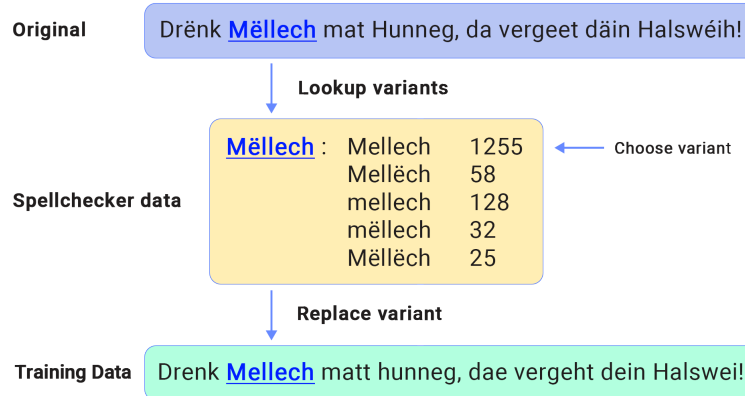 Original Drënk Mëllech mat Hunneg, da vergeet däin Halswéih!
Lookup variants
Mëllech : Mellech 1255 Choose variant
Mellëch 58
Spellchecker data mellech 128
mëllech 32
Mëllëch 25
Replace variant
Training Data Drenk Mellech matt hunneg, dae vergeht dein Halswei!